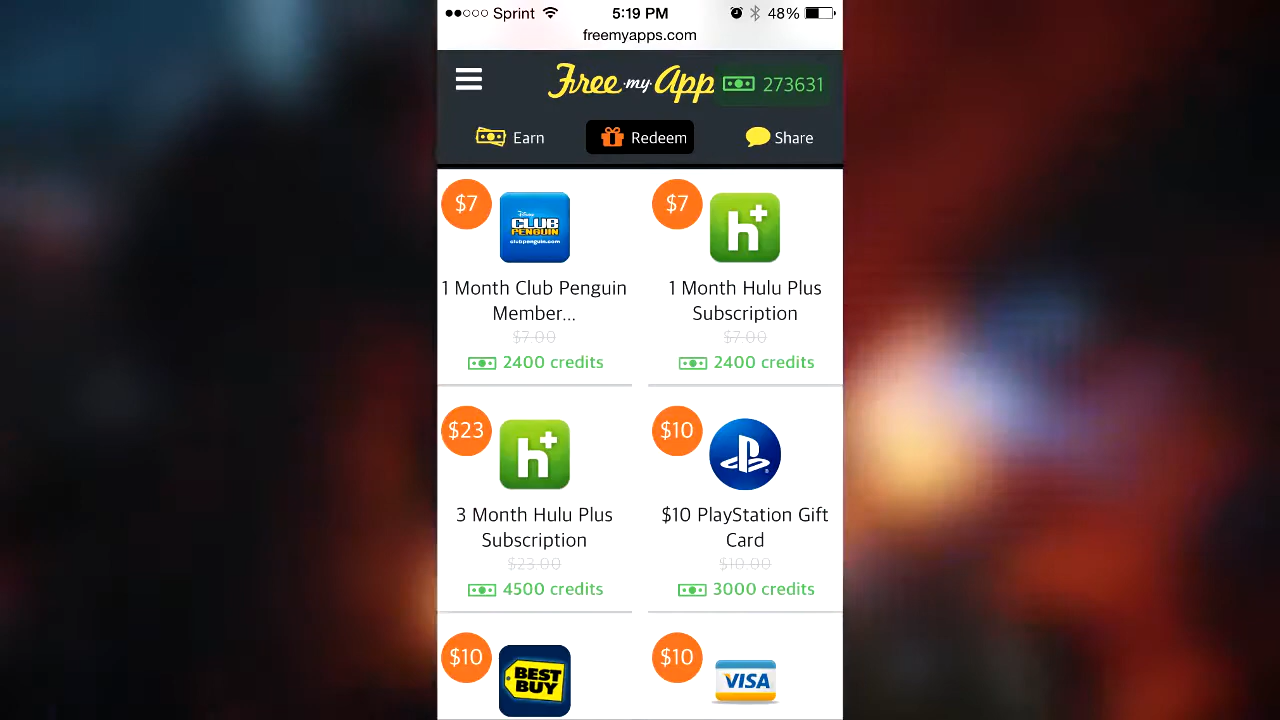 Sprint 5:19 PM 48%
freemyapps.com
Free my App 273631
Earn Redeem Share
$7 $7
Disney CLUB PENGUIN clubpenguin.com h+
1 Month Club Penguin Member... 1 Month Hulu Plus Subscription
$7.00 $7.00
2400 credits 2400 credits
$23 $10
h+
3 Month Hulu Plus Subscription $10 PlayStation Gift Card
$23.00 $10.00
4500 credits 3000 credits
$10 $10
BEST BUY VISA